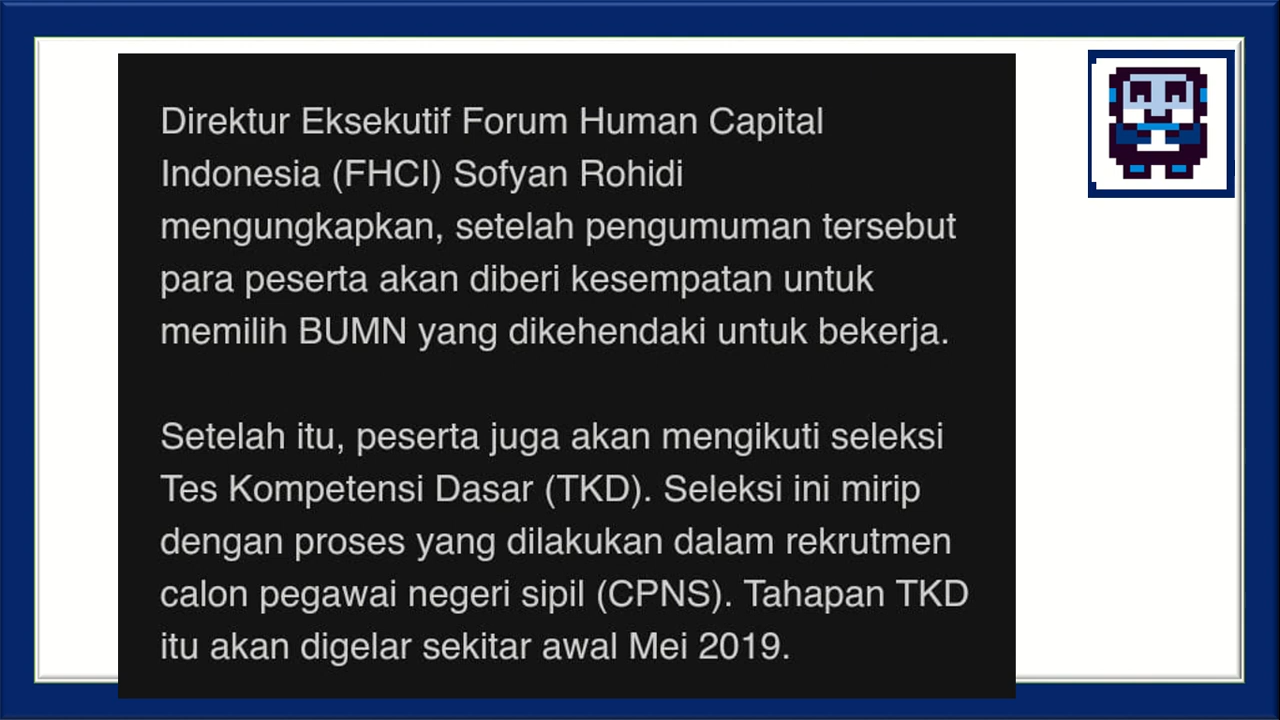 Direktur Eksekutif Forum Human Capital
Indonesia (FHCI) Sofyan Rohidi
mengungkapkan, setelah pengumuman tersebut
para peserta akan diberi kesempatan untuk
memilih BUMN yang dikehendaki untuk bekerja.
Setelah itu, peserta juga akan mengikuti seleksi
Tes Kompetensi Dasar (TKD). Seleksi ini mirip
dengan proses yang dilakukan dalam rekrutmen
calon pegawai negeri sipil (CPNS). Tahapan TKD
itu akan digelar sekitar awal Mei 2019.